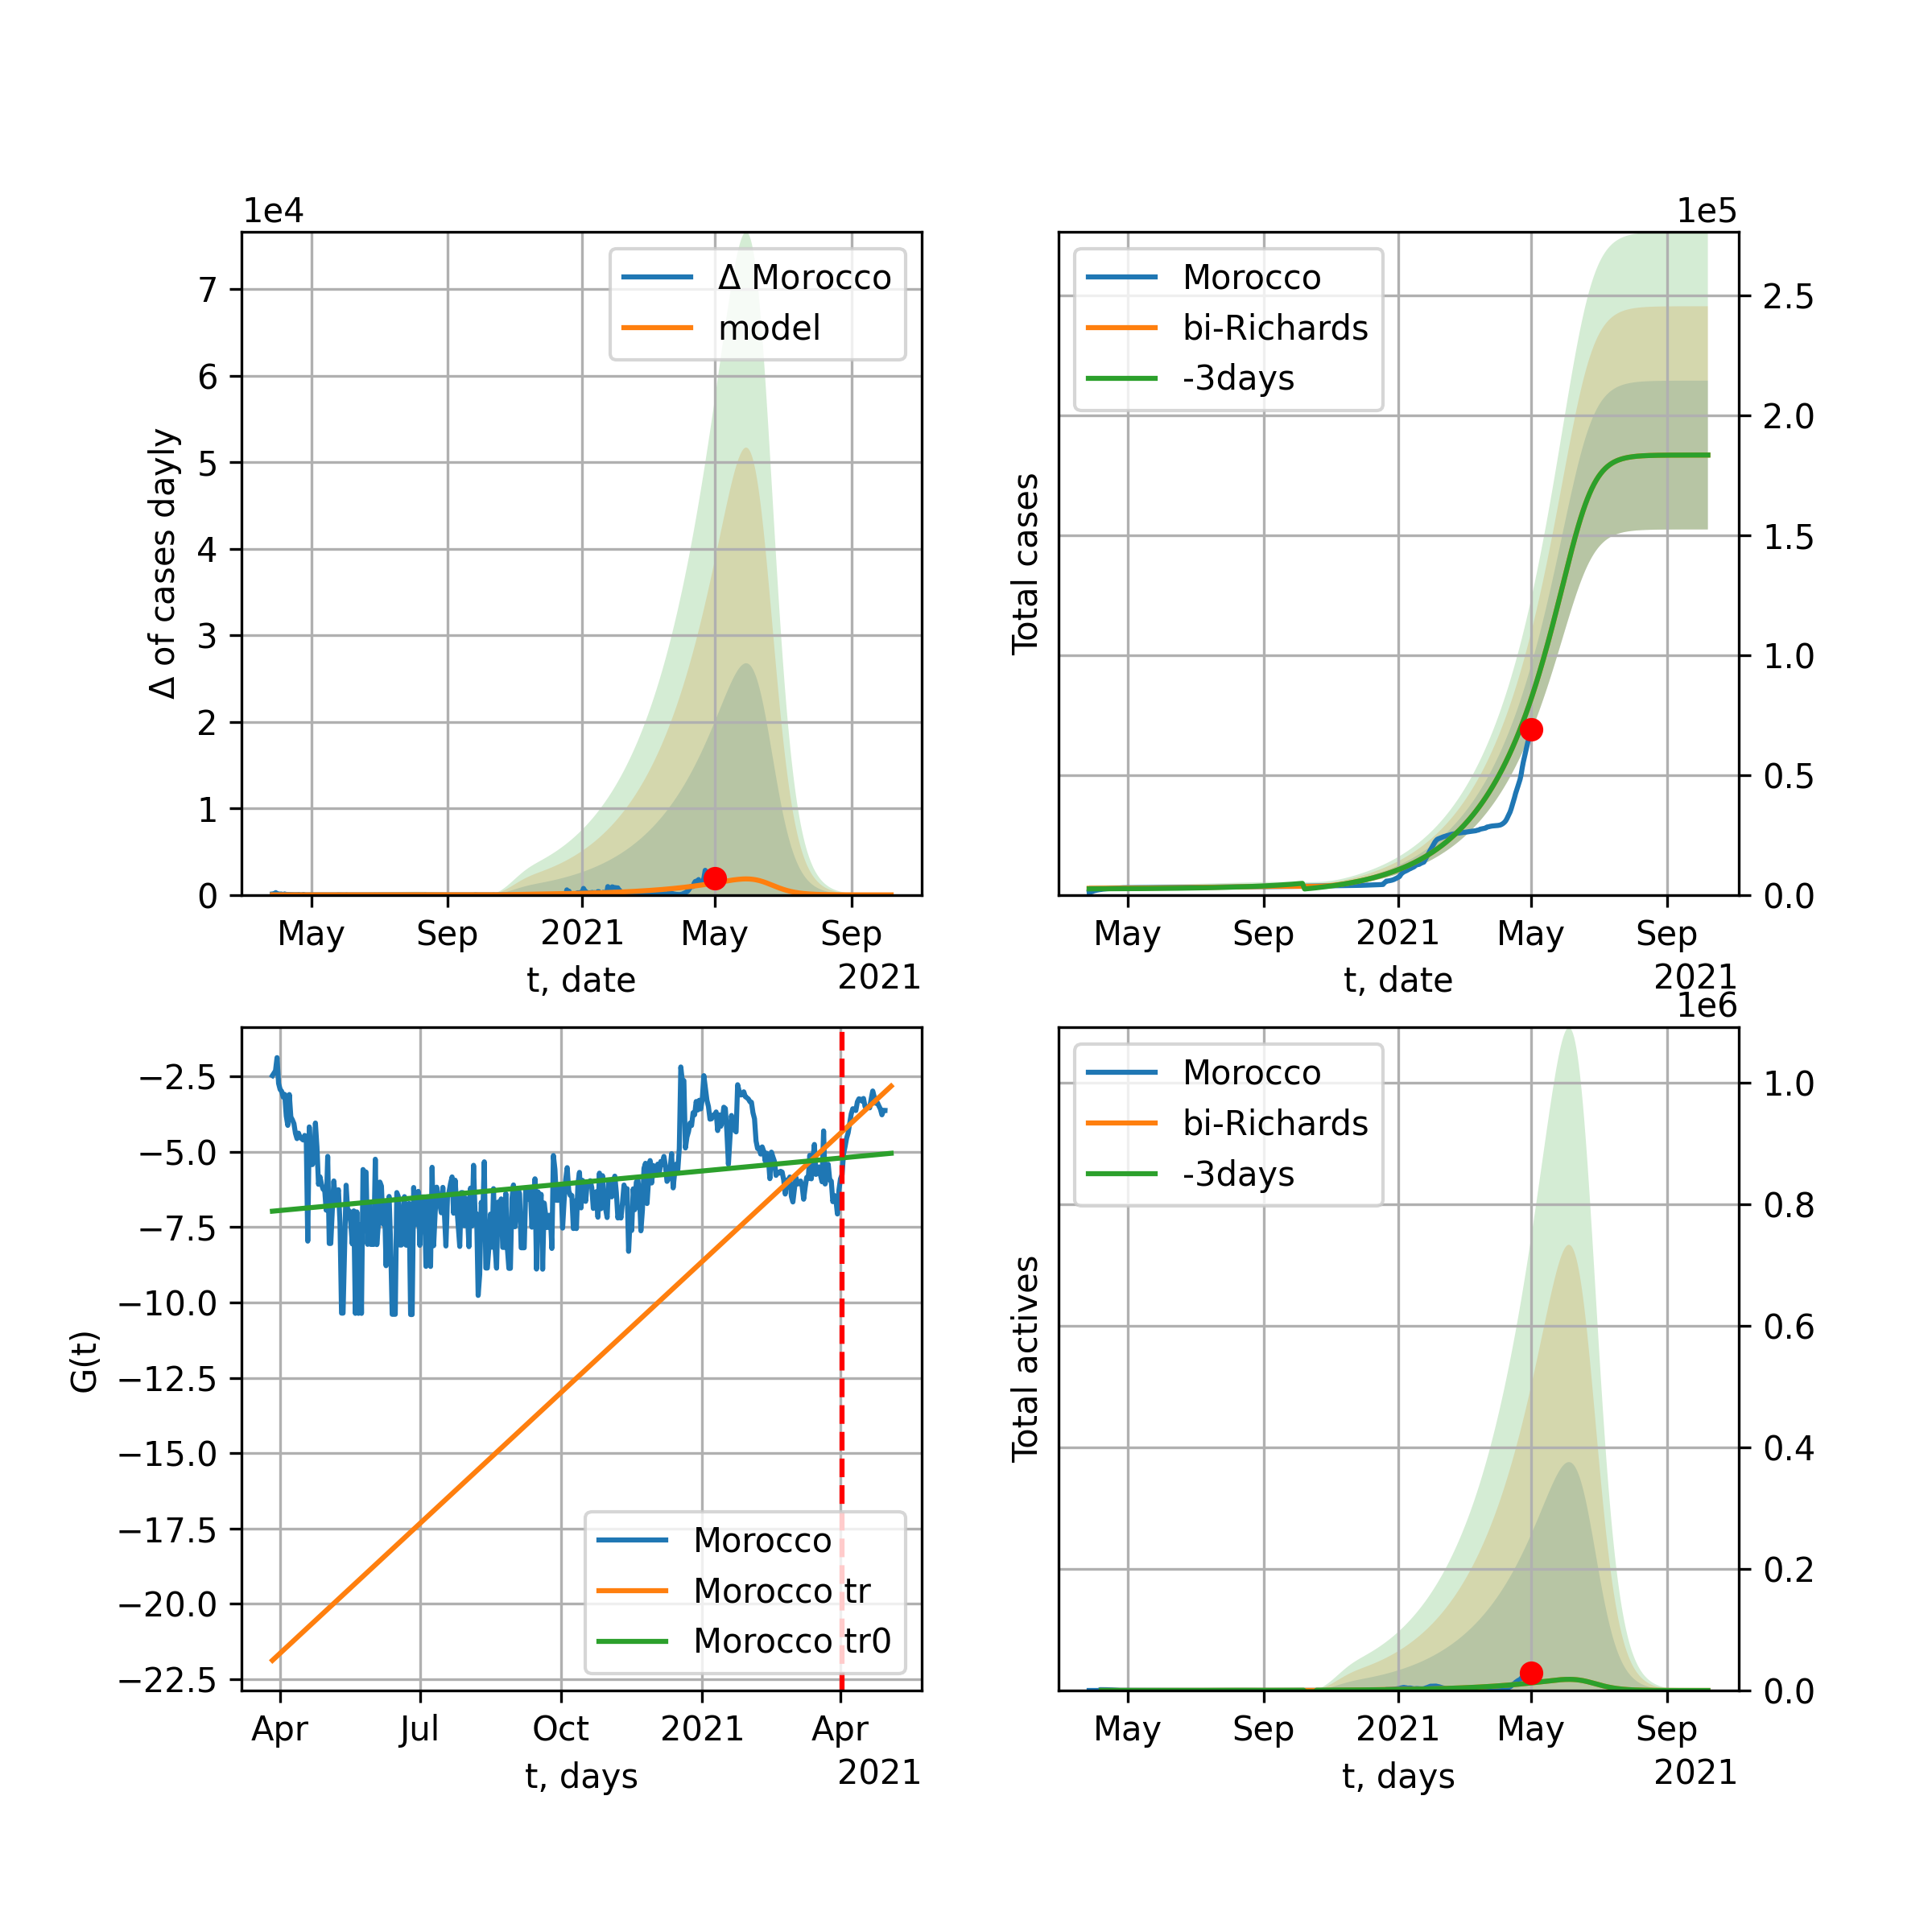 1e4
7
6
5
4
3
2
1
0
Δ of cases dayly
Δ Morocco
model
May
Sep
2021
May
Sep
t, date
2021
1e5
Morocco
bi-Richards
-3days
Total cases
2.5
2.0
1.5
1.0
0.5
0.0
May
Sep
2021
May
Sep
t, date
2021
−2.5
−5.0
−7.5
−10.0
−12.5
−15.0
−17.5
−20.0
−22.5
G(t)
Morocco
Morocco tr
Morocco tr0
Apr
Jul
Oct
2021
Apr
t, days
2021
1e6
Morocco
bi-Richards
-3days
Total actives
1.0
0.8
0.6
0.4
0.2
0.0
May
Sep
2021
May
Sep
t, days
2021